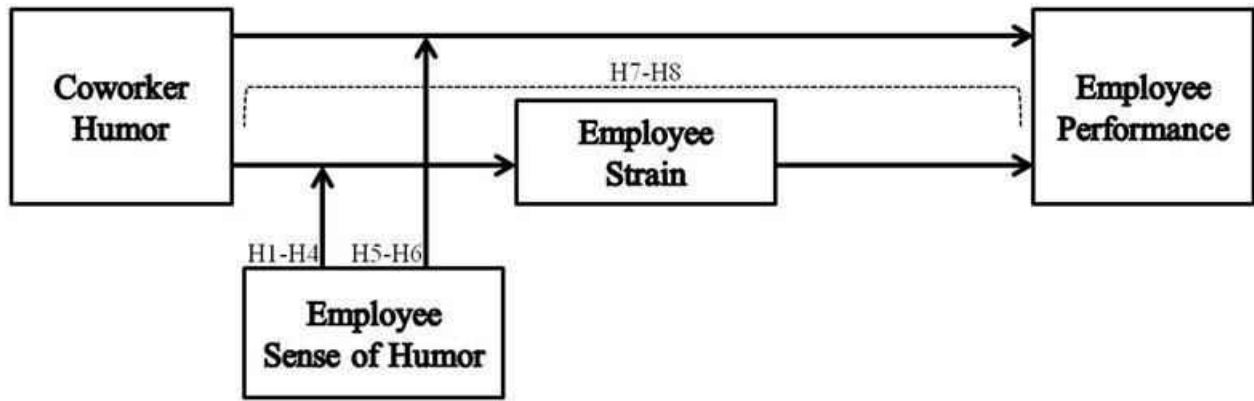 Coworker
Humor
H7-H8
Employee
Performance
Employee
Strain
H1-H4
H5-H6
Employee
Sense of Humor